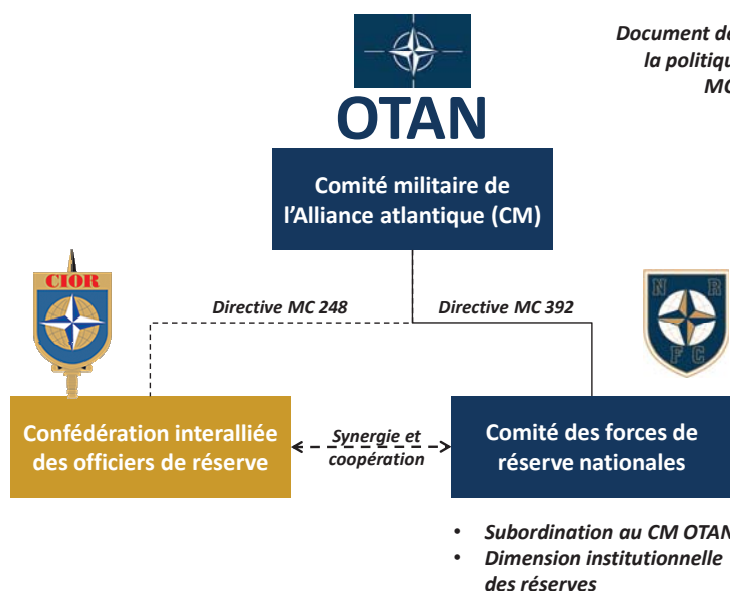 Document de
la politiqu
MC
OTAN
Comité militaire de
l'Alliance atlantique (CM)
CIOR
Directive MC 248
Directive MC 392
N R
F C
Confédération interalliée
des officiers de réserve
Synergie et
coopération
Comité des forces de
réserve nationales
• Subordination au CM OTAN
• Dimension institutionnelle
des réserves